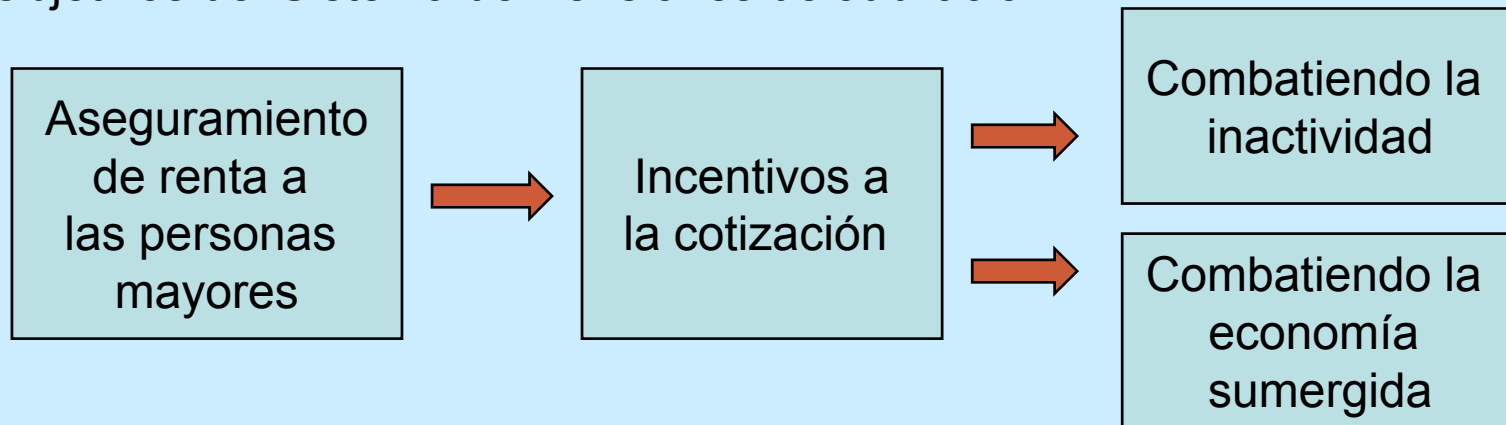 Aseguramiento
de renta a
las personas
mayores
Incentivos a
la cotización
Combatiendo la
inactividad
Combatiendo la
economía
sumergida